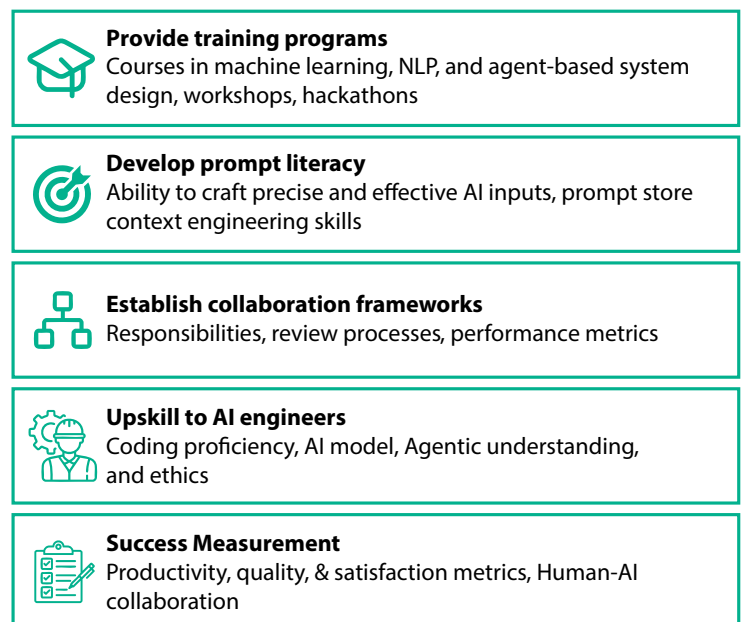 Provide training programs
Courses in machine learning, NLP, and agent-based system
design, workshops, hackathons
Develop prompt literacy
Ability to craft precise and effective AI inputs, prompt store
context engineering skills
Establish collaboration frameworks
Responsibilities, review processes, performance metrics
Upskill to AI engineers
Coding proficiency, AI model, Agentic understanding,
and ethics
Success Measurement
Productivity, quality, & satisfaction metrics, Human-AI
collaboration